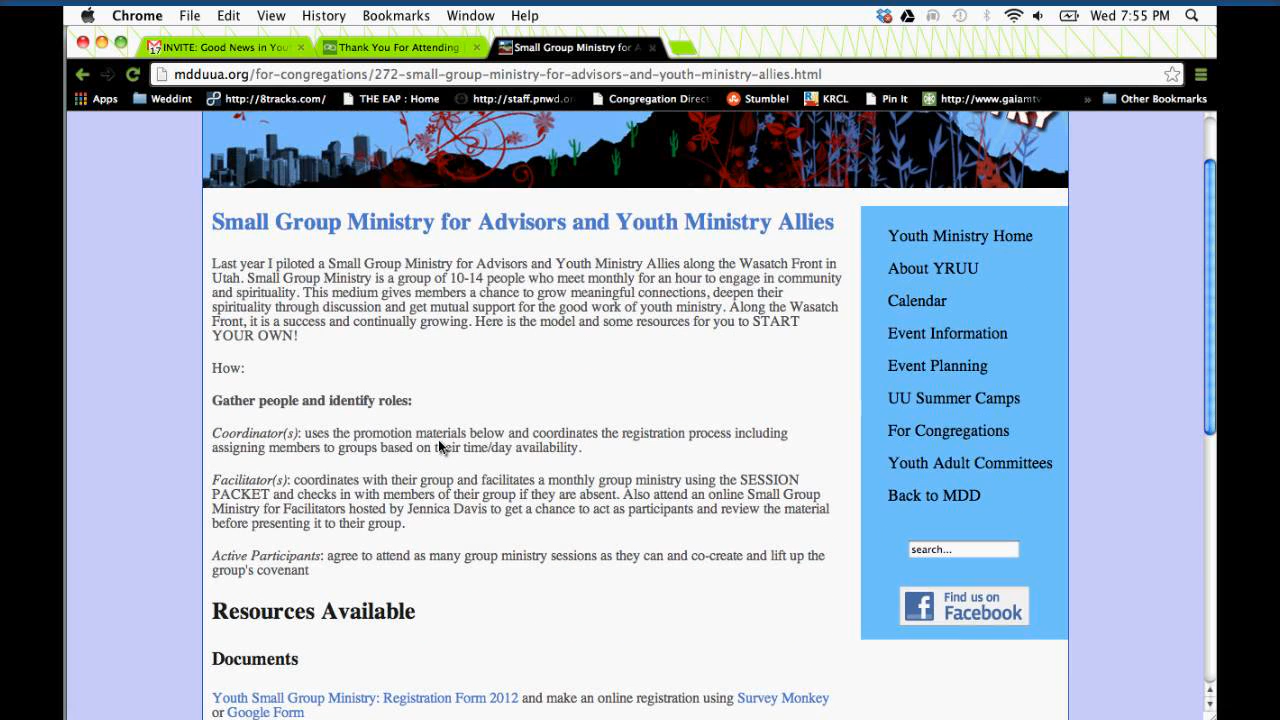 Chrome File Edit View History Bookmarks Window Help Wed 7:55 PM
INVITE: Good News in You Thank You For Attending Small Group Ministry for A
mdduua.org/for-congregations/272-small-group-ministry-for-advisors-and-youth-ministry-allies.html
Apps Weddint http://8tracks.com/ THE EAP : Home http://staff.pnwd.or Congregation Direct Stumble! KRCL Pin It http://www.gaiamtv » Other Bookmarks
Small Group Ministry for Advisors and Youth Ministry Allies
Last year I piloted a Small Group Ministry for Advisors and Youth Ministry Allies along the Wasatch Front in
Utah. Small Group Ministry is a group of 10-14 people who meet monthly for an hour to engage in community
and spirituality. This medium gives members a chance to grow meaningful connections, deepen their
spirituality through discussion and get mutual support for the good work of youth ministry. Along the Wasatch
Front, it is a success and continually growing. Here is the model and some resources for you to START
YOUR OWN!
How:
Gather people and identify roles:
Coordinator(s): uses the promotion materials below and coordinates the registration process including
assigning members to groups based on their time/day availability.
Facilitator(s): coordinates with their group and facilitates a monthly group ministry using the SESSION
PACKET and checks in with members of their group if they are absent. Also attend an online Small Group
Ministry for Facilitators hosted by Jennica Davis to get a chance to act as participants and review the material
before presenting it to their group.
Active Participants: agree to attend as many group ministry sessions as they can and co-create and lift up the
group's covenant
Resources Available
Documents
Youth Small Group Ministry: Registration Form 2012 and make an online registration using Survey Monkey
or Google Form
Youth Ministry Home
About YRUU
Calendar
Event Information
Event Planning
UU Summer Camps
For Congregations
Youth Adult Committees
Back to MDD
search...
Find us on
Facebook